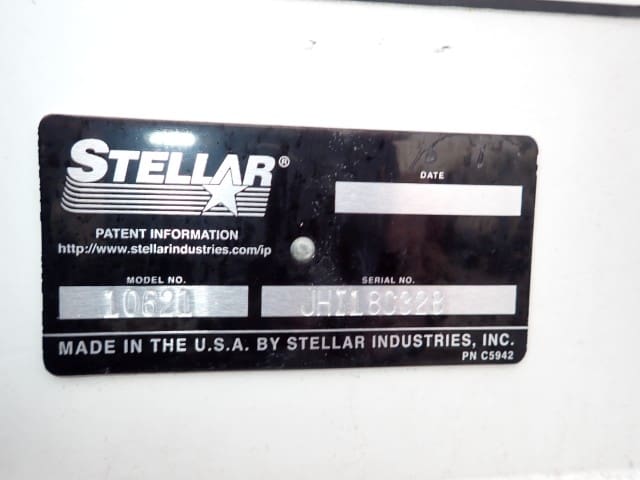 STELLAR®
DATE
PATENT INFORMATION
http://www.stellarindustries.com/ip
MODEL NO.
SERIAL NO.
10621
MADE IN THE U.S.A. BY STELLAR INDUSTRIES, INC.
PN C5942